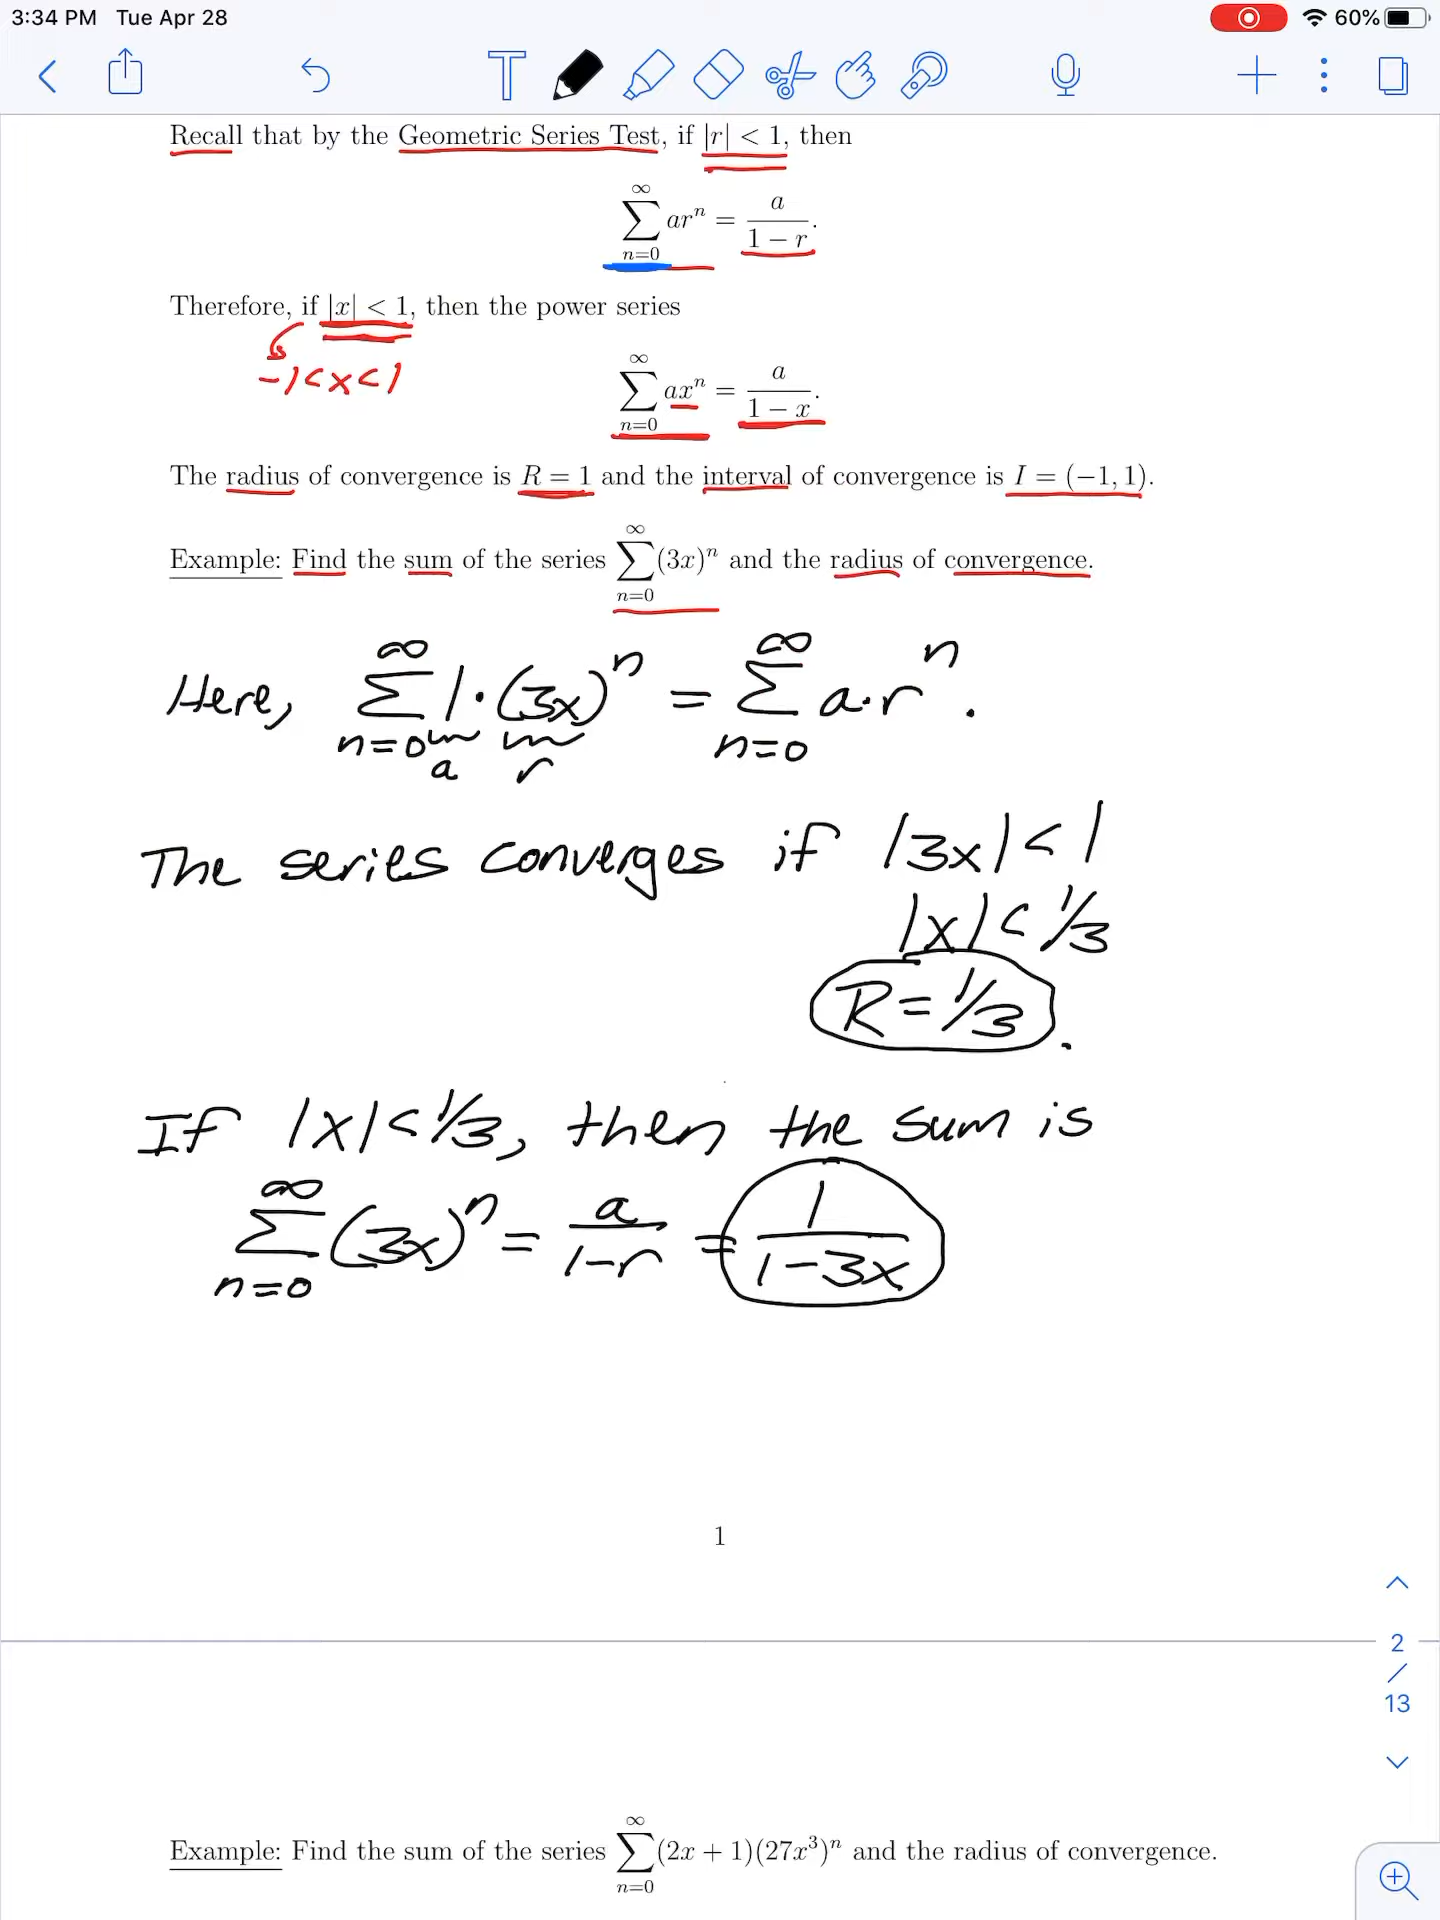 3:34 PM Tue Apr 28 60%
Recall that by the Geometric Series Test, if |r| < 1, then
∑_{n=0}^{∞} ar^n = a/(1 − r).
Therefore, if |x| < 1, then the power series
-1<x<1
∑_{n=0}^{∞} ax^n = a/(1 − x).
The radius of convergence is R = 1 and the interval of convergence is I = (−1, 1).
Example: Find the sum of the series ∑_{n=0}^{∞} (3x)^n and the radius of convergence.
Here, ∑_{n=0}^{∞} 1·(3x)^n = ∑_{n=0}^{∞} a·r^n.
a r
The series converges if |3x|<1
|x|<1/3
R=1/3.
If |x|<1/3, then the sum is
∑_{n=0}^{∞} (3x)^n = a/(1-r) = 1/(1-3x)
1
2
/
13
Example: Find the sum of the series ∑_{n=0}^{∞} (2x + 1)(27x^3)^n and the radius of convergence.